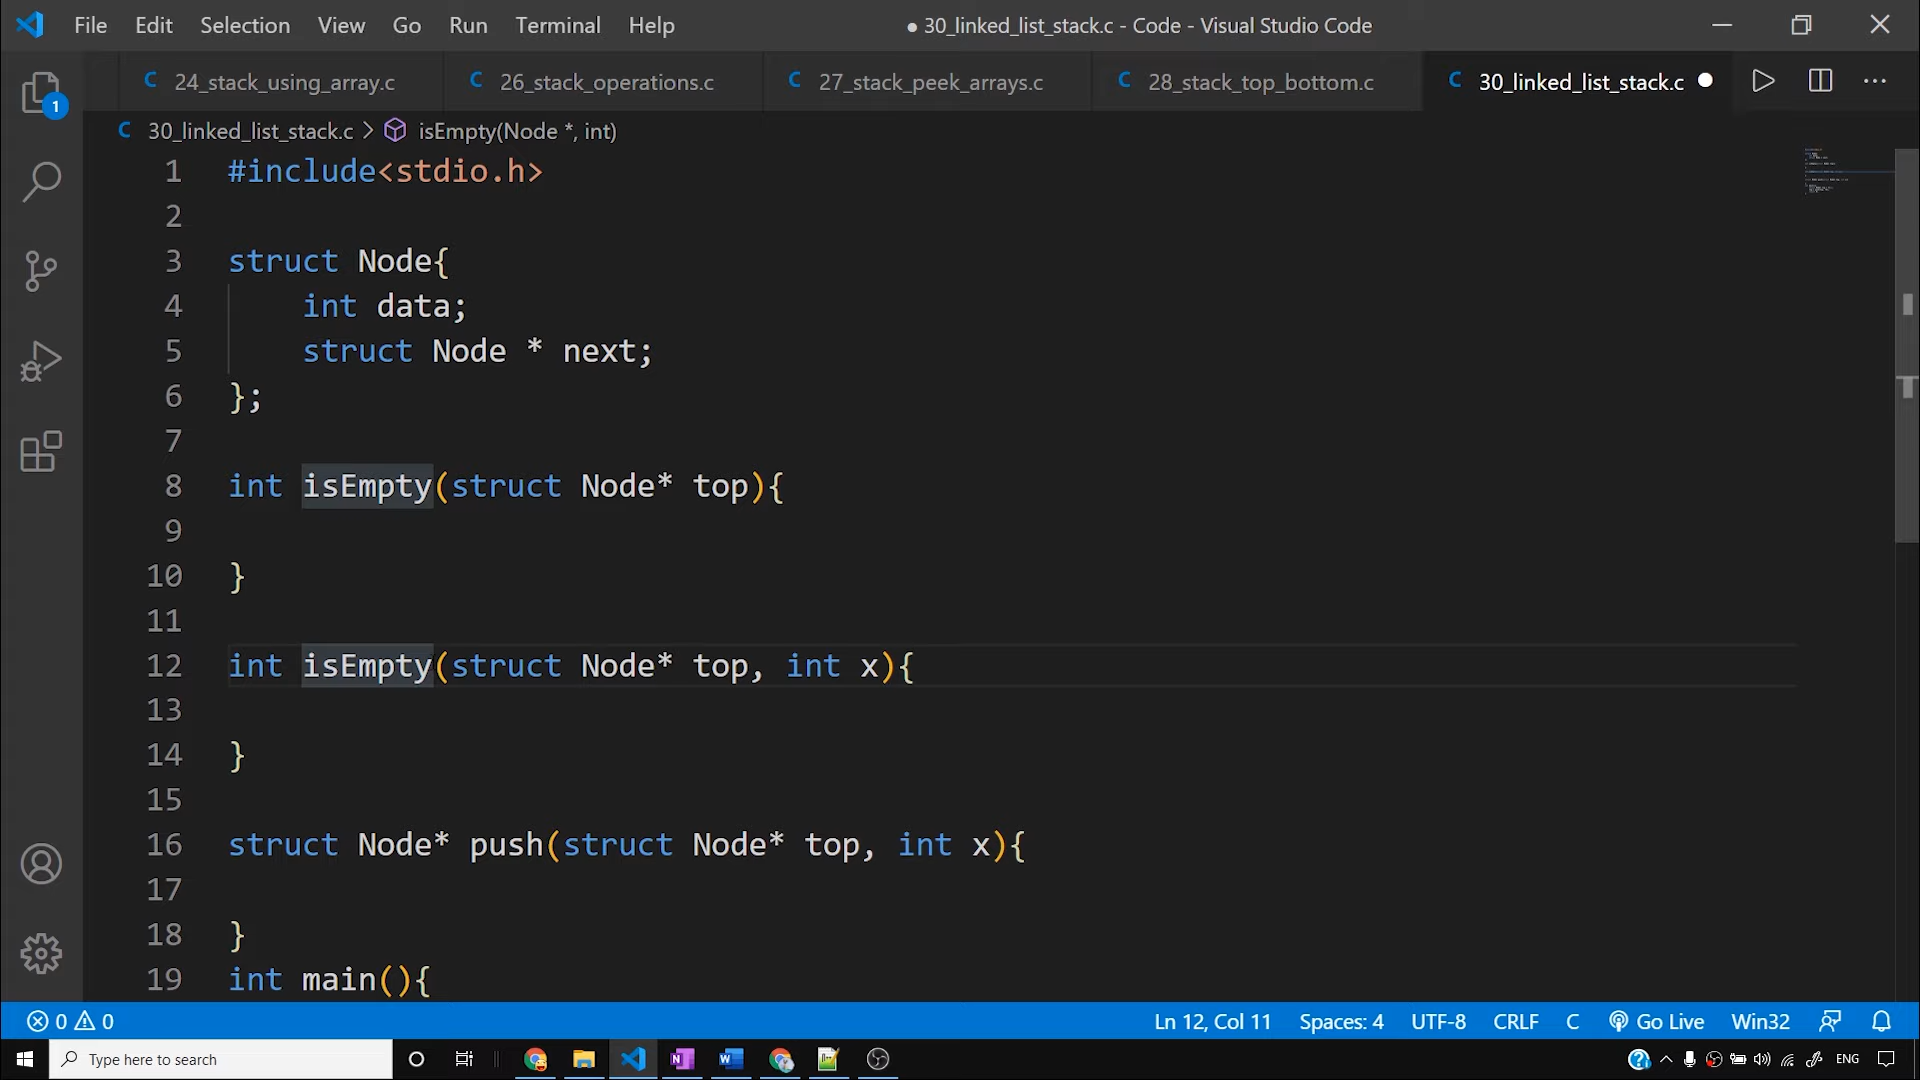 File Edit Selection View Go Run Terminal Help ● 30_linked_list_stack.c - Code - Visual Studio Code
C 24_stack_using_array.c C 26_stack_operations.c C 27_stack_peek_arrays.c C 28_stack_top_bottom.c C 30_linked_list_stack.c ●
1
C 30_linked_list_stack.c > isEmpty(Node *, int)
1 #include<stdio.h>
2
3 struct Node{
4 int data;
5 struct Node * next;
6 };
7
8 int isEmpty(struct Node* top){
9
10 }
11
12 int isEmpty(struct Node* top, int x){
13
14 }
15
16 struct Node* push(struct Node* top, int x){
17
18 }
19 int main(){
0 0 Ln 12, Col 11 Spaces: 4 UTF-8 CRLF C Go Live Win32
Type here to search ENG